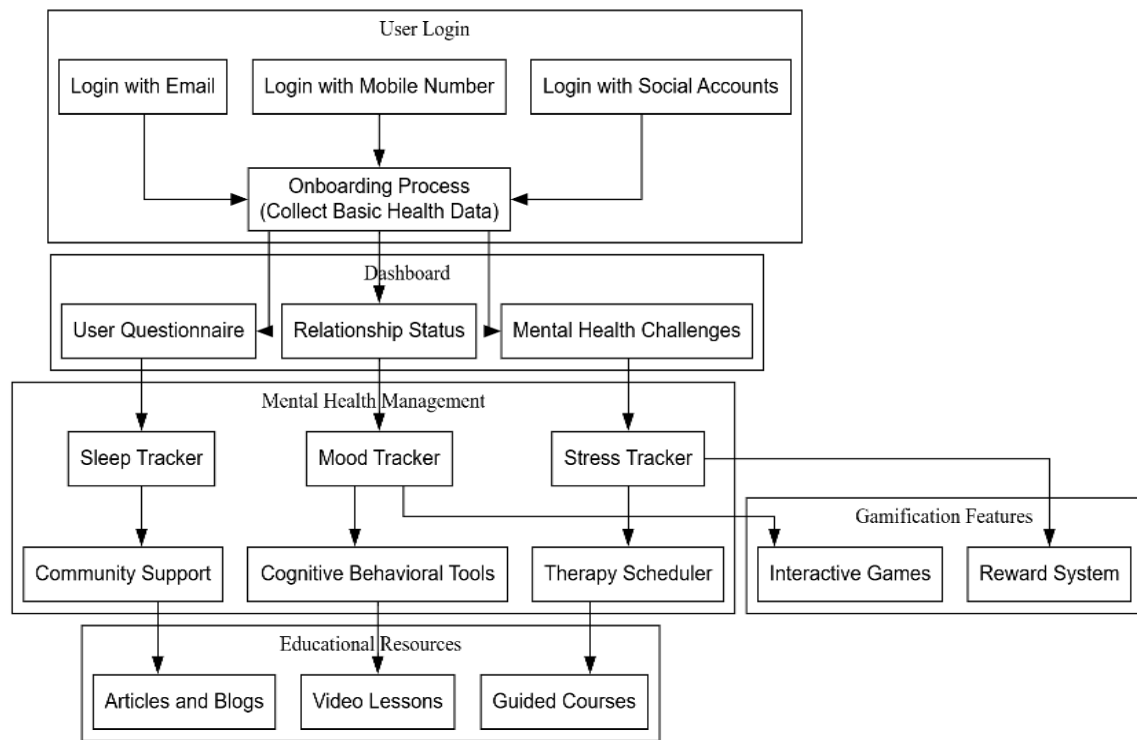 User Login
Login with Email
Login with Mobile Number
Login with Social Accounts
Onboarding Process
(Collect Basic Health Data)
Dashboard
User Questionnaire
Relationship Status
Mental Health Challenges
Mental Health Management
Sleep Tracker
Mood Tracker
Stress Tracker
Gamification Features
Community Support
Cognitive Behavioral Tools
Therapy Scheduler
Interactive Games
Reward System
Educational Resources
Articles and Blogs
Video Lessons
Guided Courses